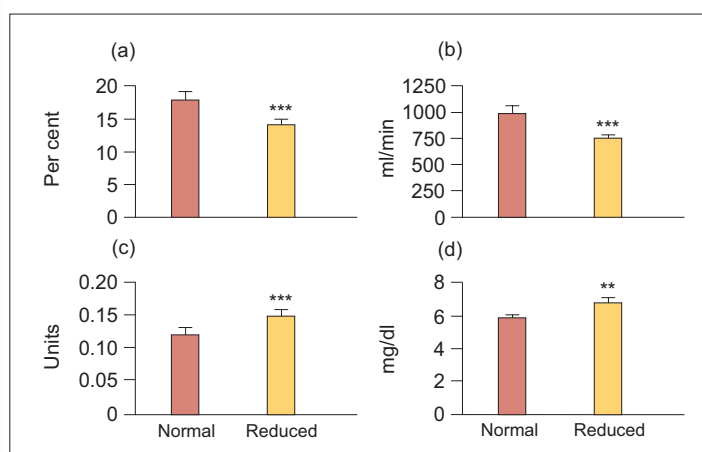 (a)
Per cent
20
15
10
5
0
***
(b)
ml/min
1250
1000
750
500
250
0
***
(c)
Units
0.20
0.15
0.10
0.05
0
***
Normal Reduced
(d)
mg/dl
8
6
4
2
0
**
Normal Reduced